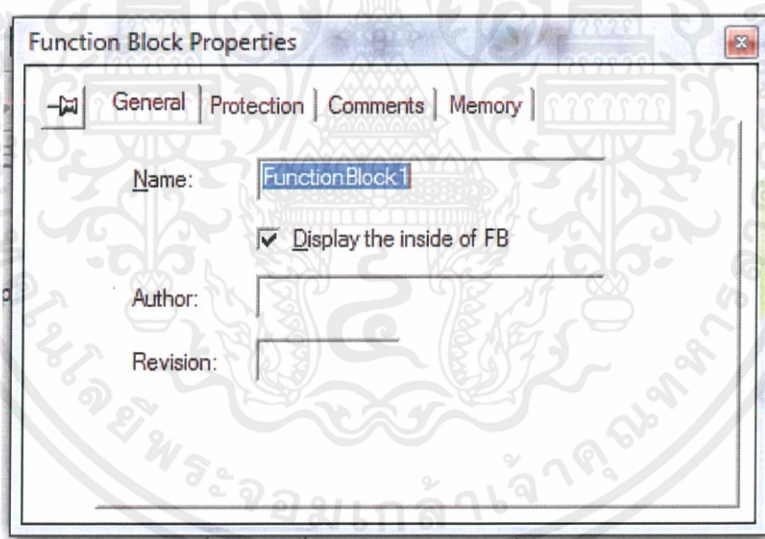 Function Block Properties
General Protection Comments Memory
Name: FunctionBlock1
Display the inside of FB
Author:
Revision: